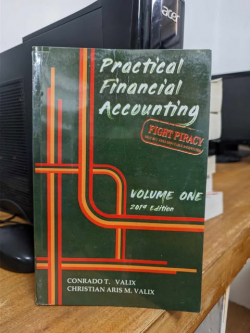 acer
Practical
Financial
Accounting
FIGHT PIRACY
VOLUME ONE
2019 Edition
CONRADO T. VALIX
CHRISTIAN ARIS M. VALIX